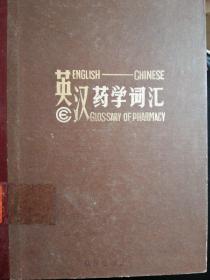 ENGLISH——CHINESE
英汉药学词汇
GLOSSARY OF PHARMACY